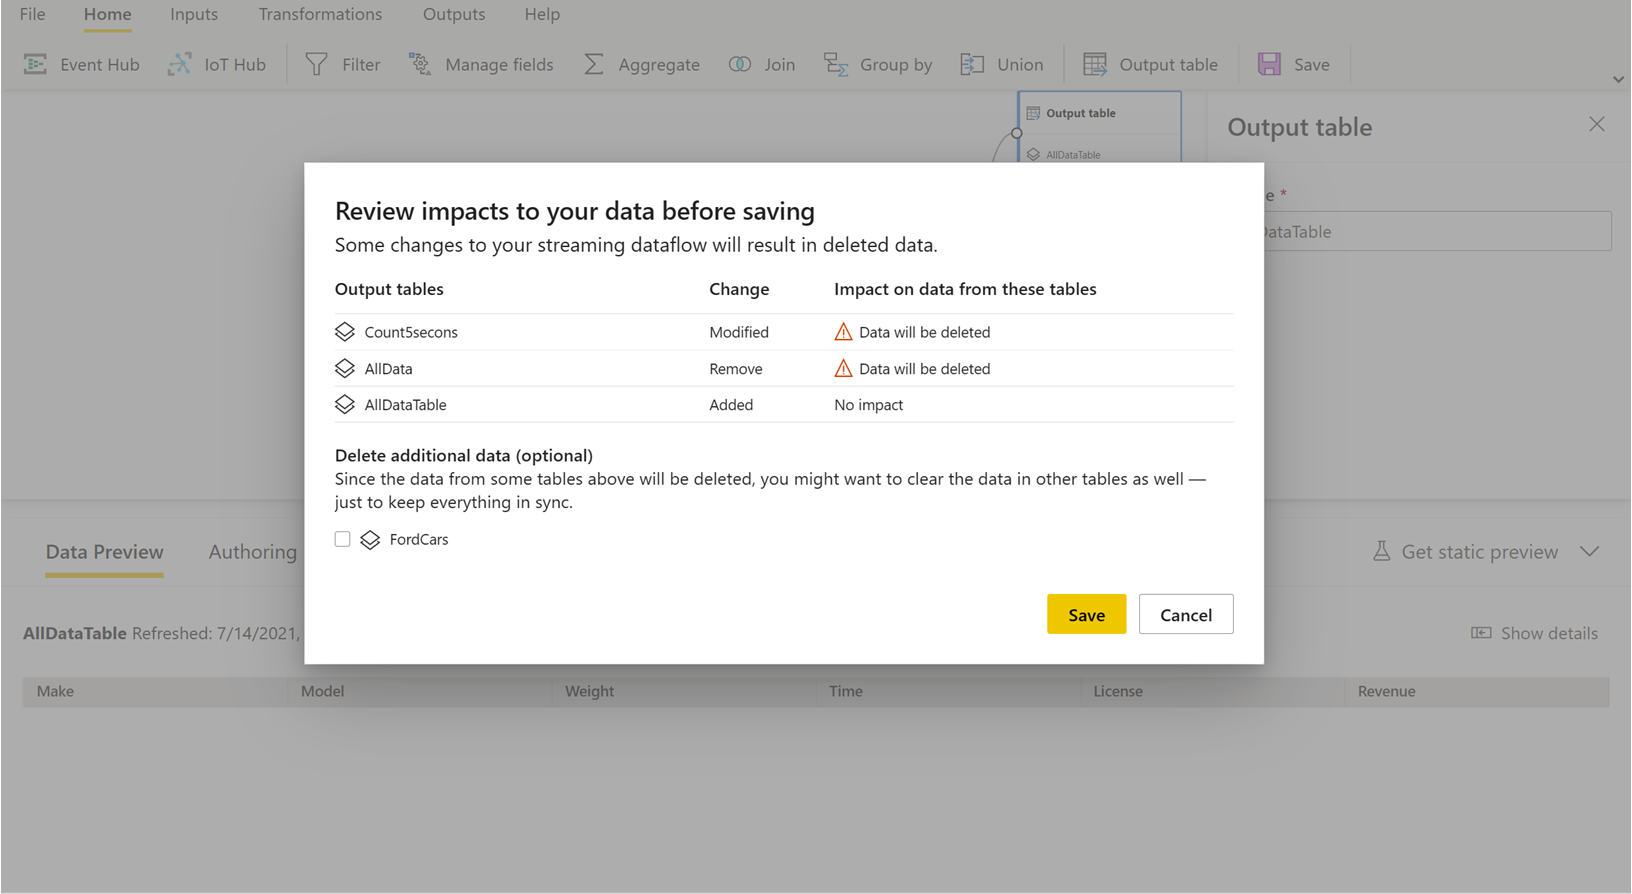 File Home Inputs Transformations Outputs Help
Event Hub IoT Hub Filter Manage fields Aggregate Join Group by Union Output table Save
Output table
AllDataTable
Output table
e *
DataTable
Review impacts to your data before saving
Some changes to your streaming dataflow will result in deleted data.
Output tables Change Impact on data from these tables
Count5secons Modified Data will be deleted
AllData Remove Data will be deleted
AllDataTable Added No impact
Delete additional data (optional)
Since the data from some tables above will be deleted, you might want to clear the data in other tables as well —
just to keep everything in sync.
FordCars
Save Cancel
Data Preview Authoring Get static preview
AllDataTable Refreshed: 7/14/2021, Show details
Make Model Weight Time License Revenue